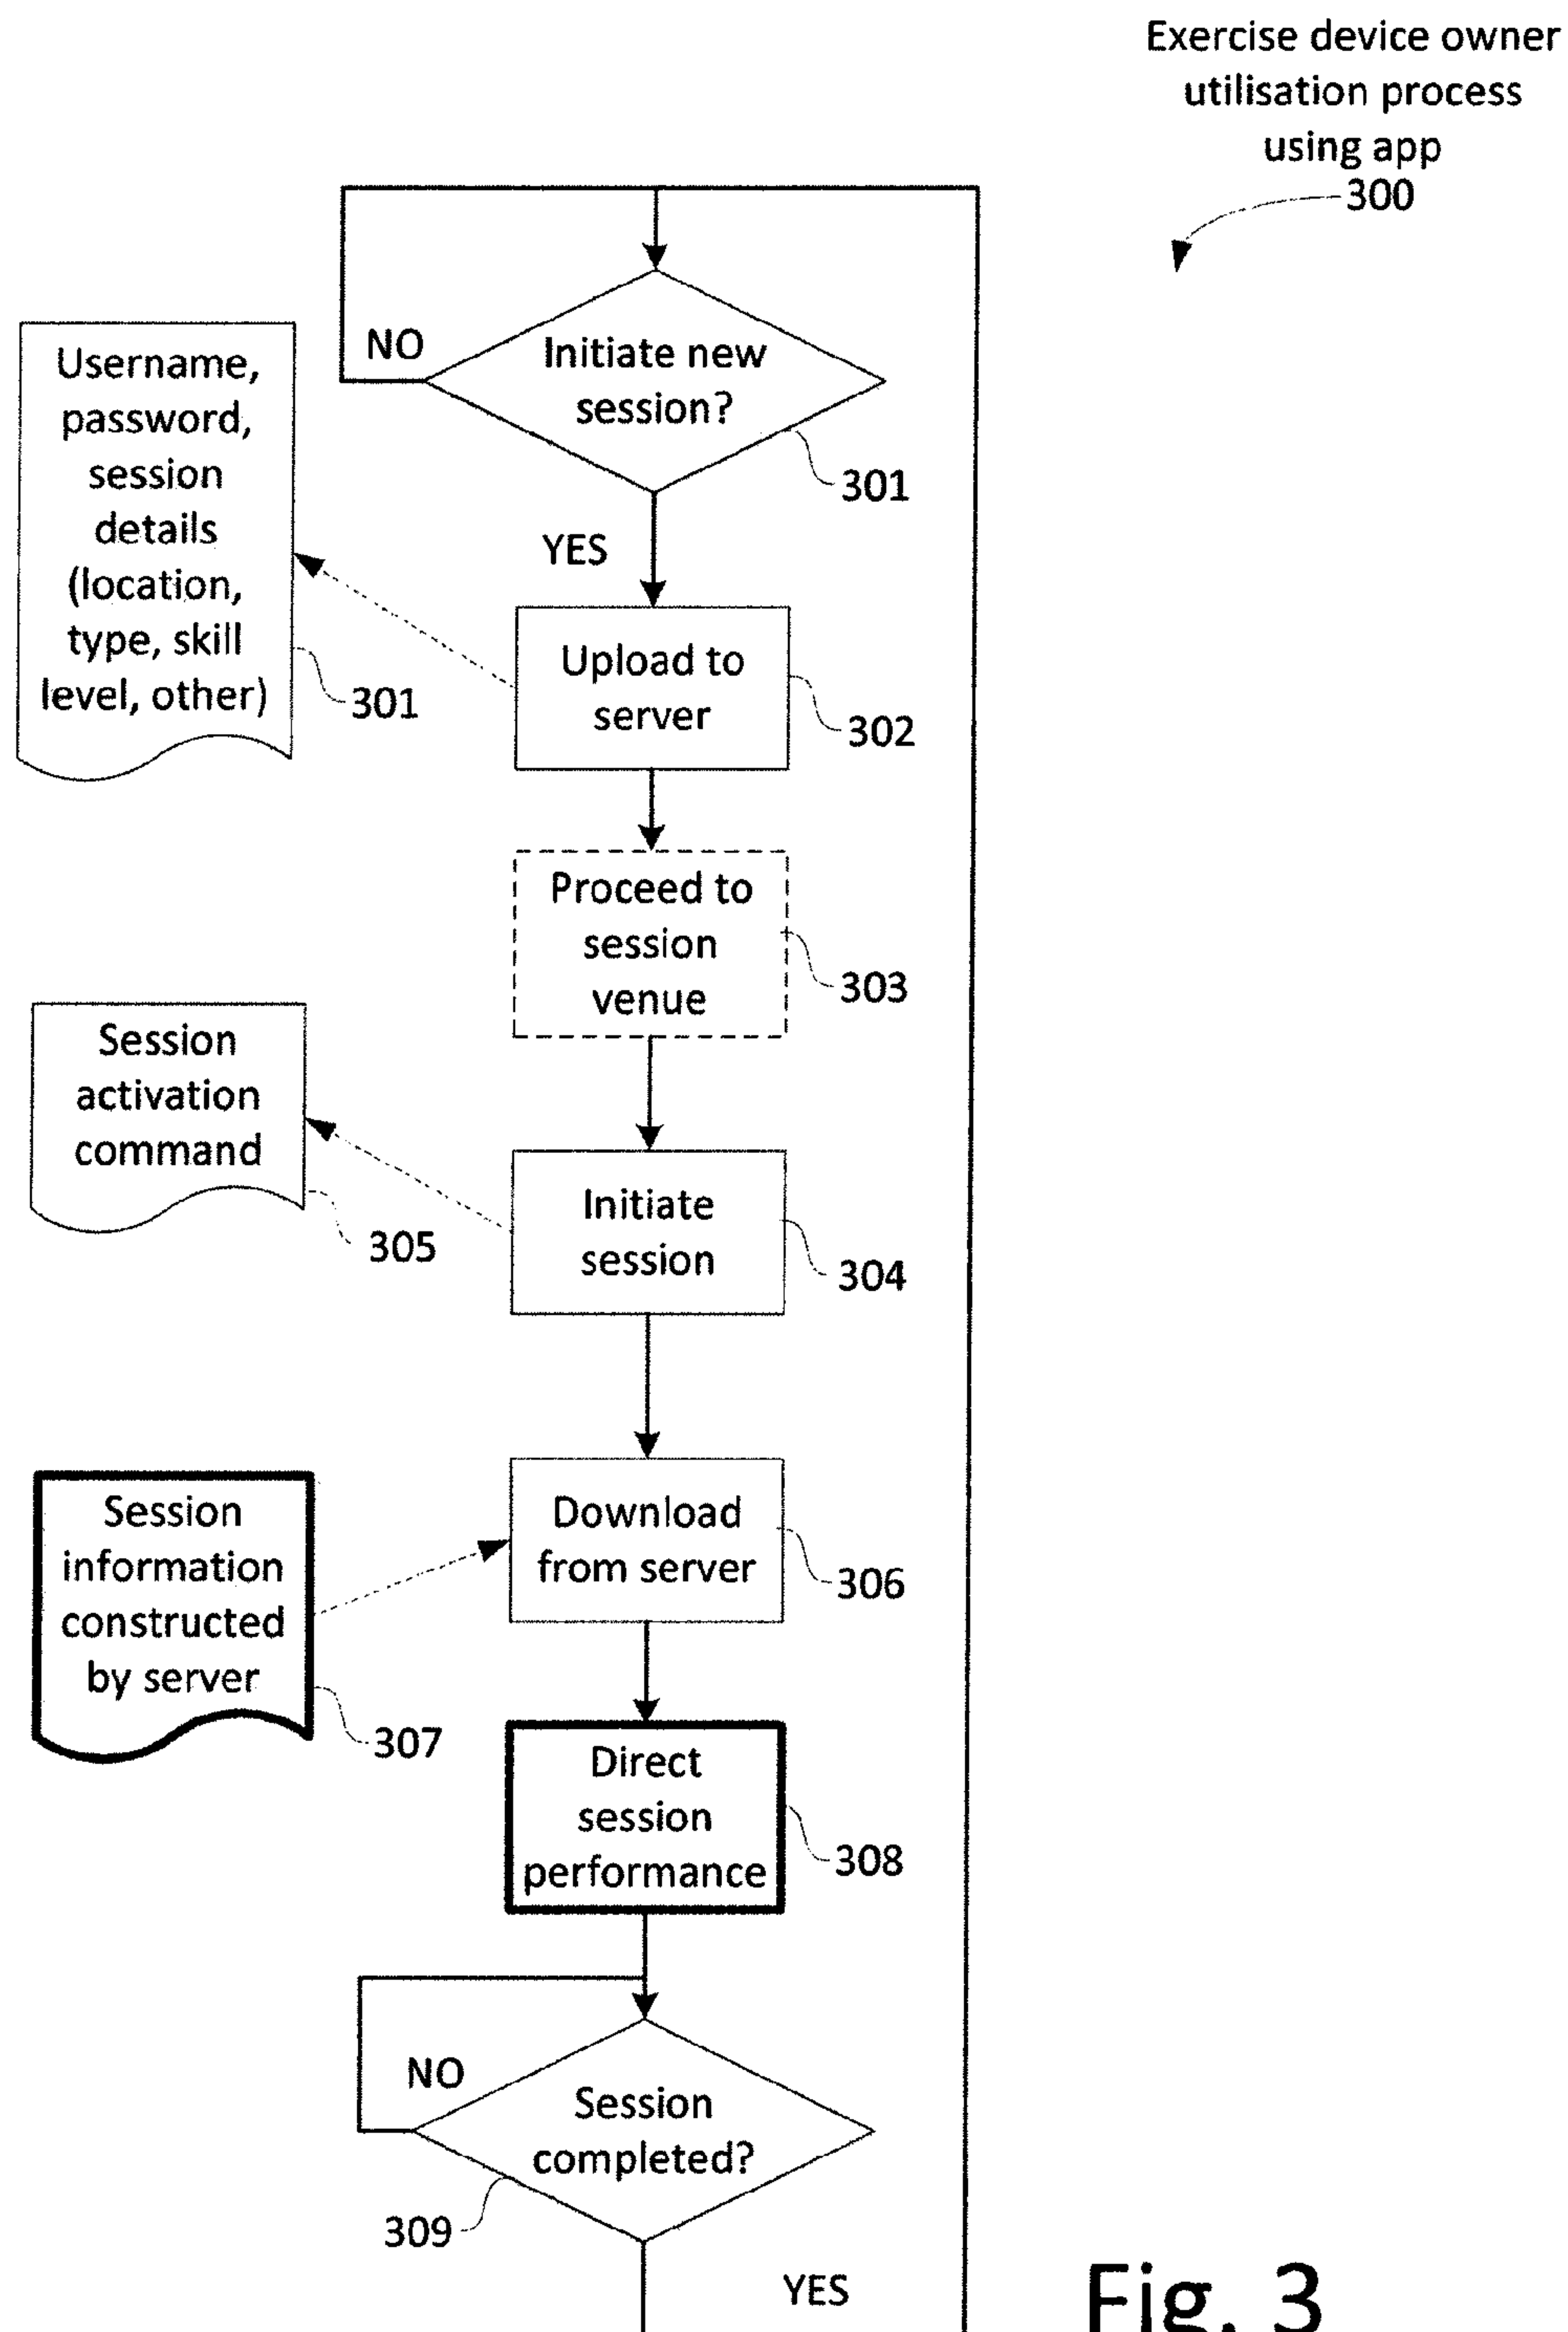 Exercise device owner
utilisation process
using app
300
NO
Initiate new
session?
301
Username,
password,
session
details
(location,
type, skill
level, other)
301
YES
Upload to
server
302
Proceed to
session
venue
303
Session
activation
command
305
Initiate
session
304
Session
information
constructed
by server
307
Download
from server
306
Direct
session
performance
308
NO
Session
completed?
309
YES
Fig. 3